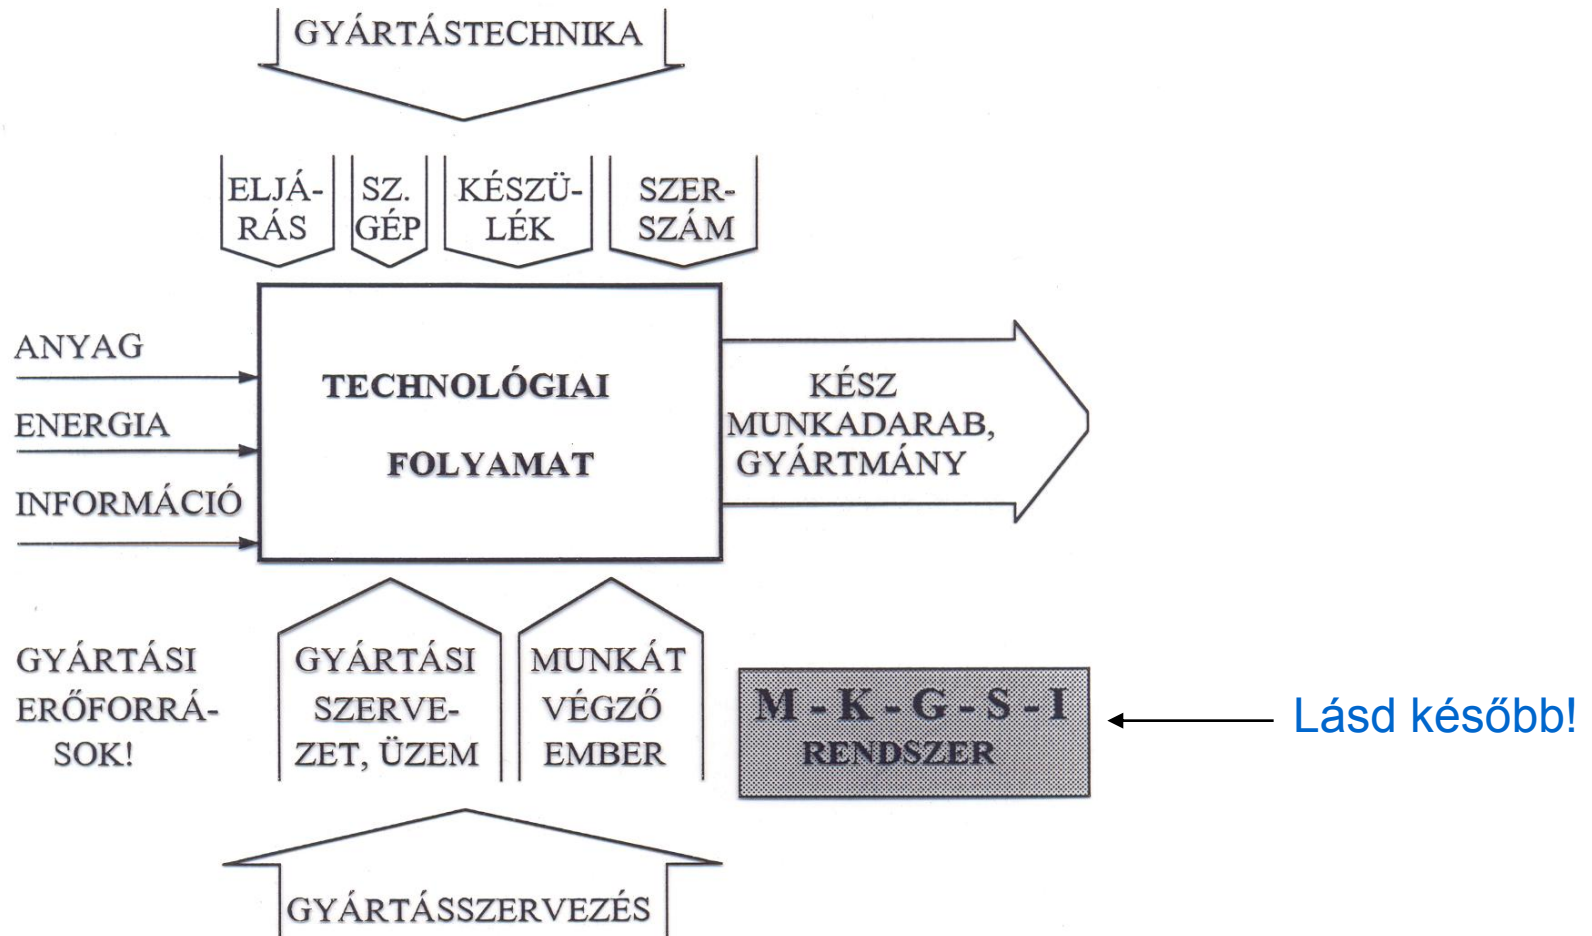 GYÁRTÁSTECHNIKA
ELJÁ-
RÁS
SZ.
GÉP
KÉSZÜ-
LÉK
SZER-
SZÁM
ANYAG
ENERGIA
INFORMÁCIÓ
TECHNOLÓGIAI
FOLYAMAT
KÉSZ
MUNKADARAB,
GYÁRTMÁNY
GYÁRTÁSI
ERŐFORRÁ-
SOK!
GYÁRTÁSI
SZERVE-
ZET, ÜZEM
MUNKÁT
VÉGZŐ
EMBER
M - K - G - S - I
RENDSZER
Lásd később!
GYÁRTÁSSZERVEZÉS